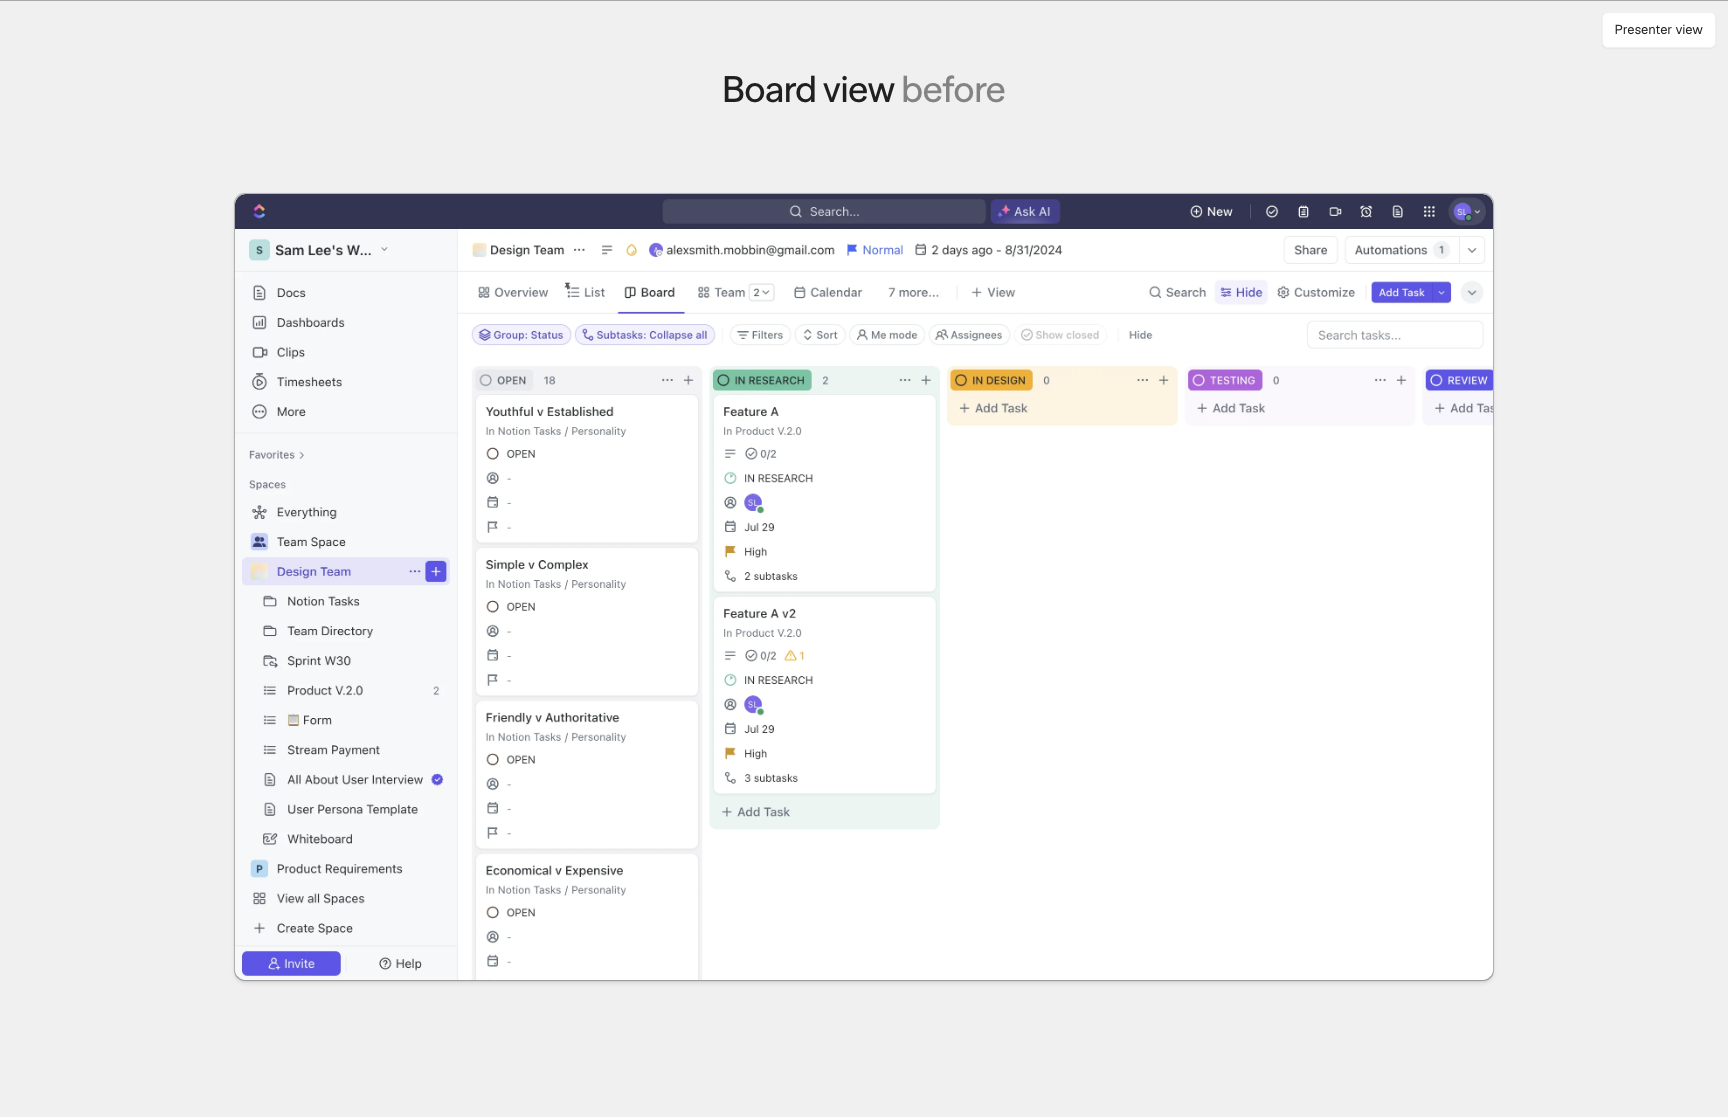 Presenter view
Board view before
Search...
Ask AI
New
SL
S Sam Lee's W...
Design Team
alexsmith.mobbin@gmail.com
Normal
2 days ago - 8/31/2024
Share
Automations 1
Docs
Dashboards
Clips
Timesheets
More
Favorites
Spaces
Everything
Team Space
Design Team
Notion Tasks
Team Directory
Sprint W30
Product V.2.0 2
Form
Stream Payment
All About User Interview
User Persona Template
Whiteboard
P Product Requirements
View all Spaces
Create Space
Invite
Help
Overview
List
Board
Team 2
Calendar
7 more...
+ View
Search
Hide
Customize
Add Task
Group: Status
Subtasks: Collapse all
Filters
Sort
Me mode
Assignees
Show closed
Hide
Search tasks...
OPEN 18
Youthful v Established
In Notion Tasks / Personality
OPEN
-
-
-
Simple v Complex
In Notion Tasks / Personality
OPEN
-
-
-
Friendly v Authoritative
In Notion Tasks / Personality
OPEN
-
-
-
Economical v Expensive
In Notion Tasks / Personality
OPEN
-
-
IN RESEARCH 2
Feature A
In Product V.2.0
0/2
IN RESEARCH
SL
Jul 29
High
2 subtasks
Feature A v2
In Product V.2.0
0/2 1
IN RESEARCH
SL
Jul 29
High
3 subtasks
+ Add Task
IN DESIGN 0
+ Add Task
TESTING 0
+ Add Task
REVIEW
+ Add Tas